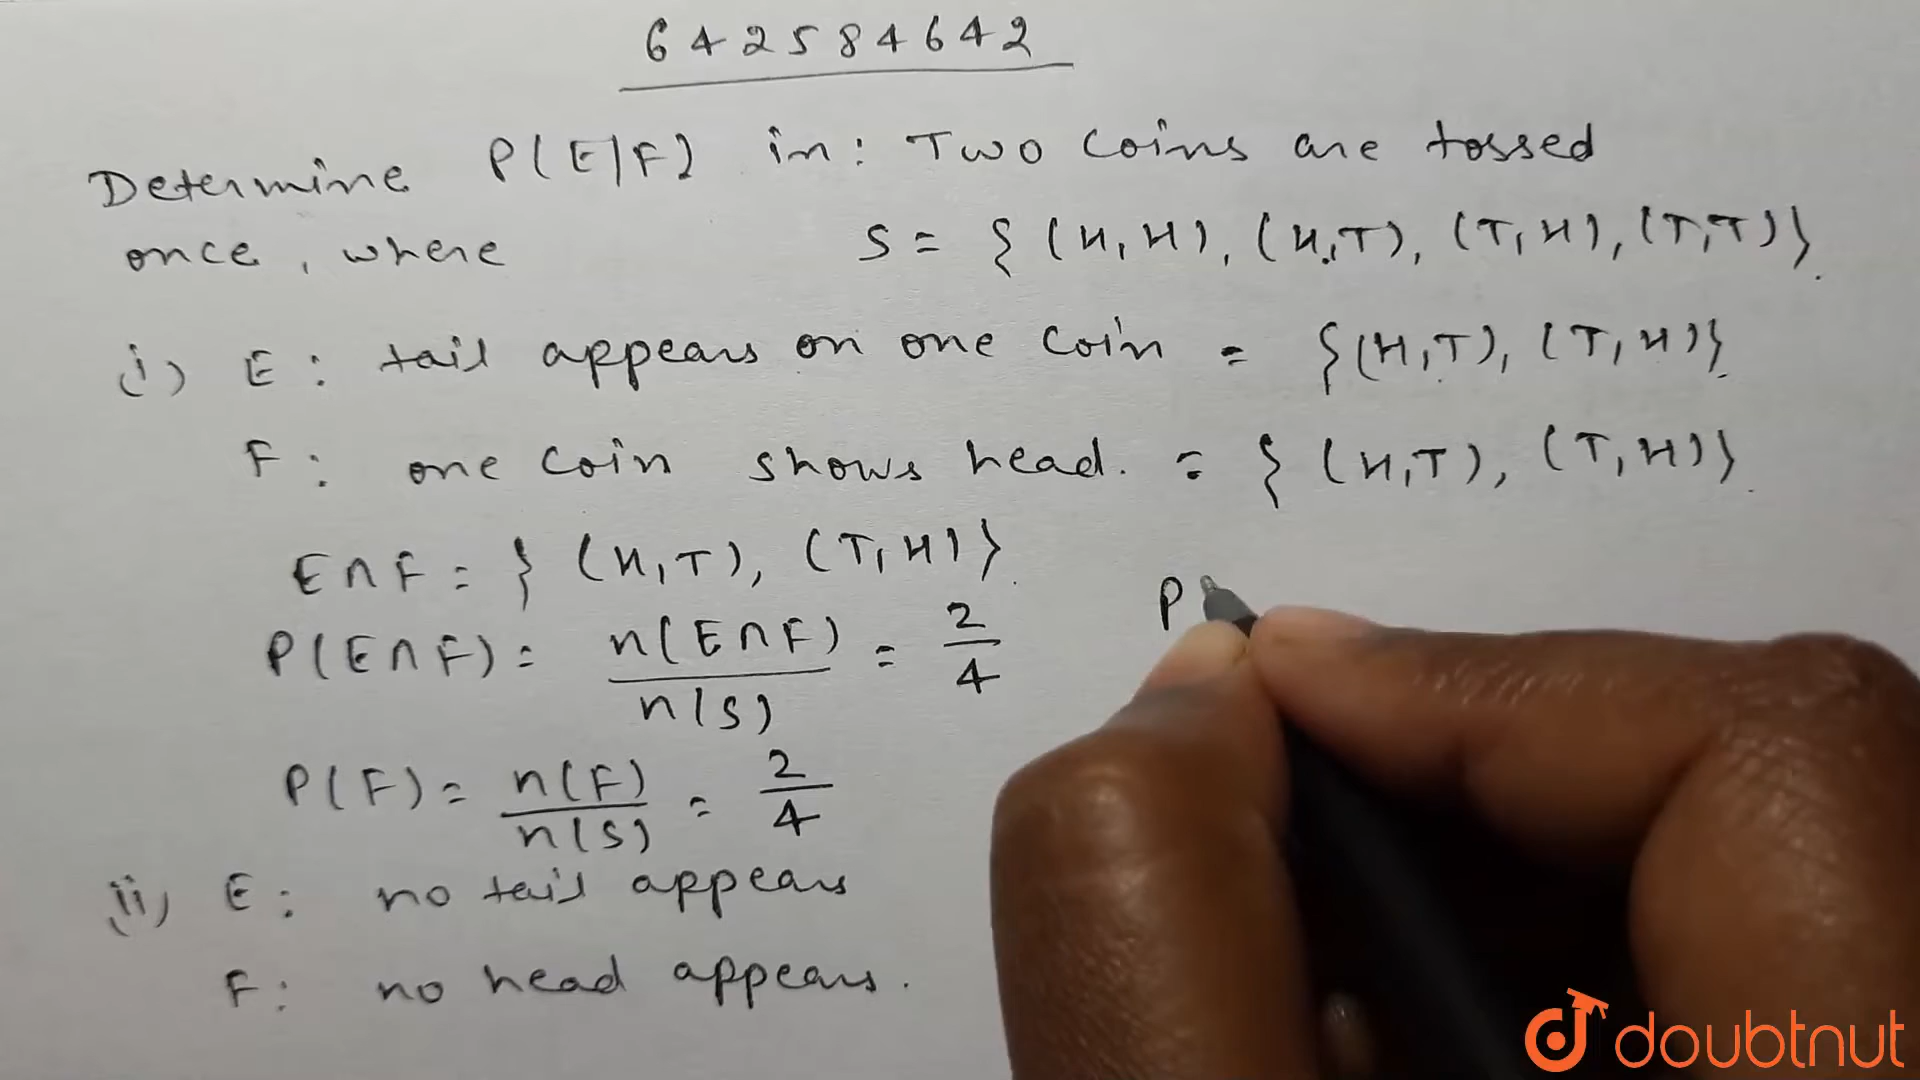 642584642
Determine P(E/F) in: Two coins are tossed
once, where S = { (H,H), (H,T), (T,H), (T,T)}.
(i) E: tail appears on one coin = {(H,T), (T,H)}.
F: one coin shows head. = { (H,T), (T,H)}.
E∩F = } (H,T), (T,H)}.
P(E∩F) = n(E∩F)/n(S) = 2/4
P
P(F) = n(F)/n(S) = 2/4
(ii) E: no tail appears
F: no head appears.
doubtnut